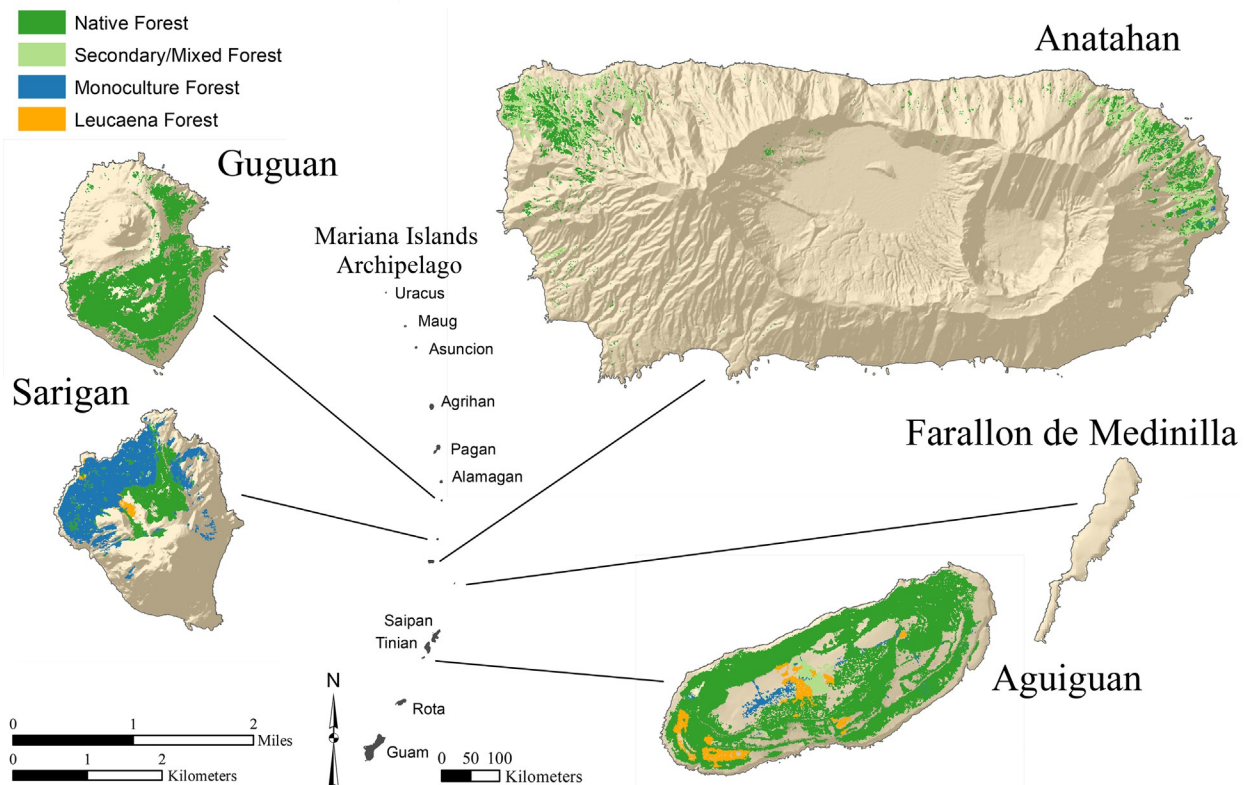 Native Forest
Secondary/Mixed Forest
Monoculture Forest
Leucaena Forest
Anatahan
Guguan
Mariana Islands
Archipelago
Uracus
Maug
Asuncion
Sarigan
Agrihan
Pagan
Alamagan
Farallon de Medinilla
Saipan
Tinian
Aguiguan
Rota
Guam
N
0 1 2
Miles
0 1 2
Kilometers
0 50 100
Kilometers